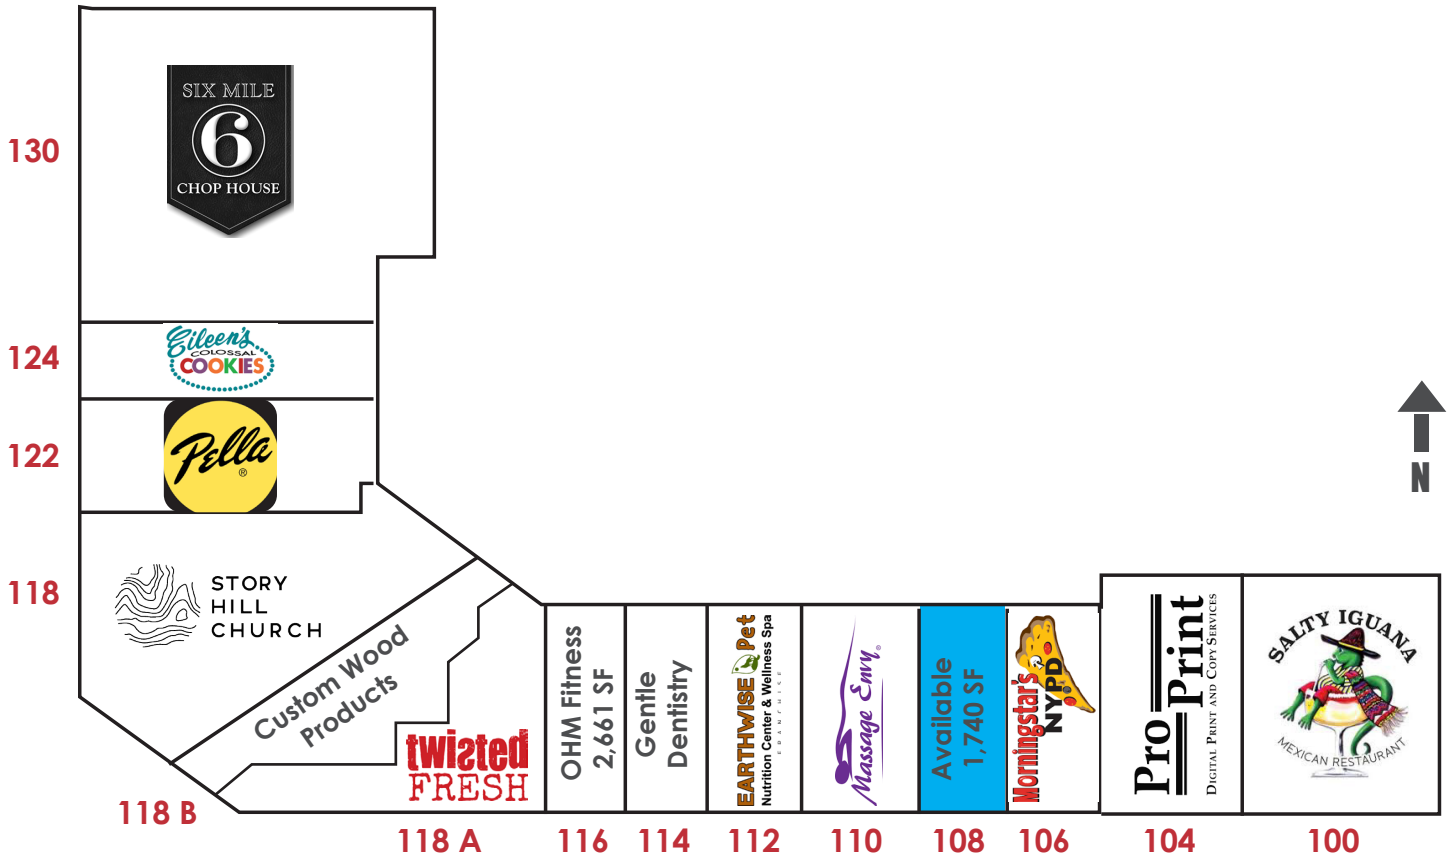 130
SIX MILE
6
CHOP HOUSE
124
Eileen's
COLOSSAL
COOKIES
122
Pella
®
118
STORY
HILL
CHURCH
Custom Wood
Products
118 B
twisted
FRESH
118 A
OHM Fitness
2,661 SF
116
Gentle
Dentistry
114
EARTHWISE Pet
Nutrition Center & Wellness Spa
FRANCHISE
112
Massage Envy®
110
Available
1,740 SF
108
Morningstar's
NYPD
106
Pro
Print
DIGITAL PRINT AND COPY SERVICES
104
SALTY IGUANA
MEXICAN RESTAURANT
100
N